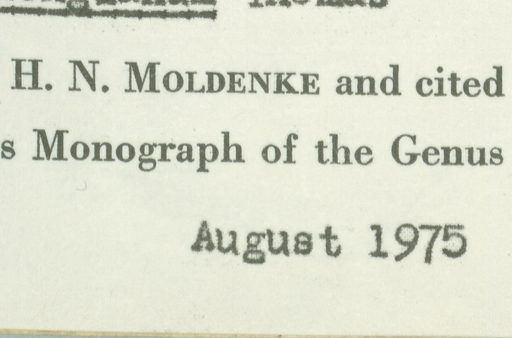 H. N. MOLDENKE and cited
s Monograph of the Genus
August 1975